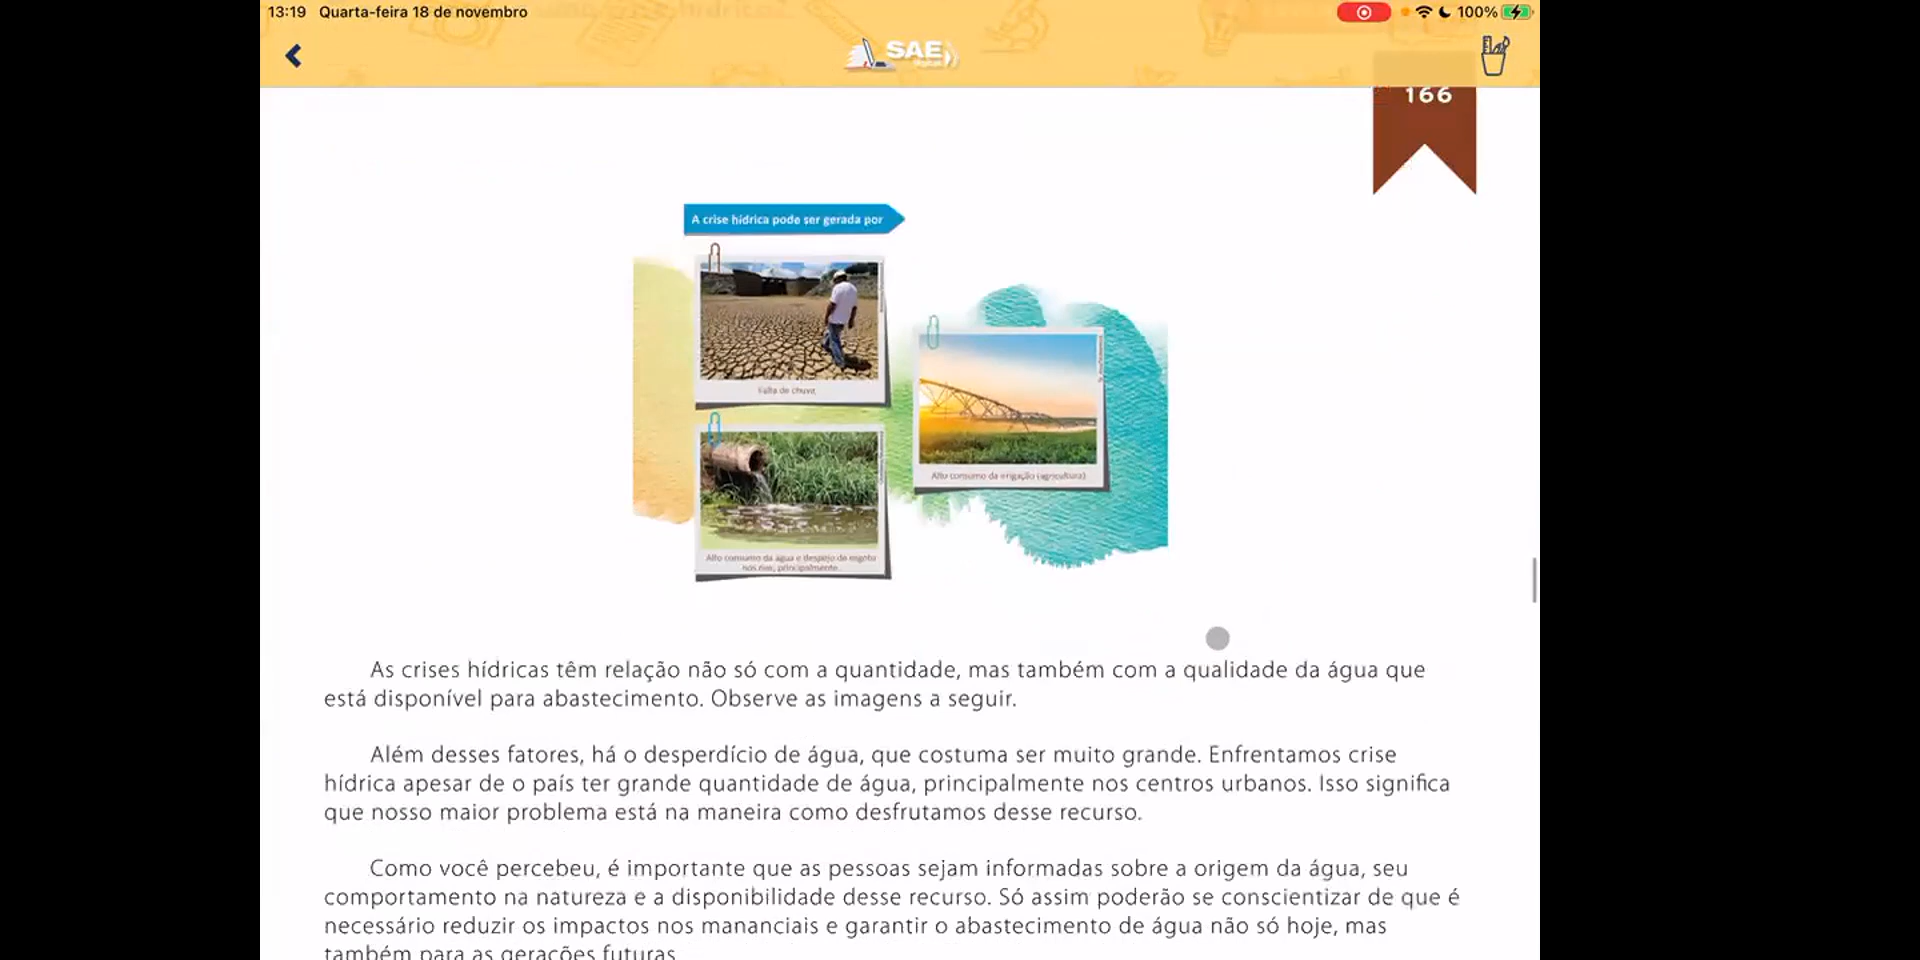 13:19 Quarta-feira 18 de novembro
100%
SAE
digital
166
A crise hídrica pode ser gerada por
Falta de chuva.
Alto consumo da irrigação (agricultura)
Alto consumo da água e despejo de esgoto
nos rios, principalmente.
As crises hídricas têm relação não só com a quantidade, mas também com a qualidade da água que
está disponível para abastecimento. Observe as imagens a seguir.
Além desses fatores, há o desperdício de água, que costuma ser muito grande. Enfrentamos crise
hídrica apesar de o país ter grande quantidade de água, principalmente nos centros urbanos. Isso significa
que nosso maior problema está na maneira como desfrutamos desse recurso.
Como você percebeu, é importante que as pessoas sejam informadas sobre a origem da água, seu
comportamento na natureza e a disponibilidade desse recurso. Só assim poderão se conscientizar de que é
necessário reduzir os impactos nos mananciais e garantir o abastecimento de água não só hoje, mas
também para as gerações futuras